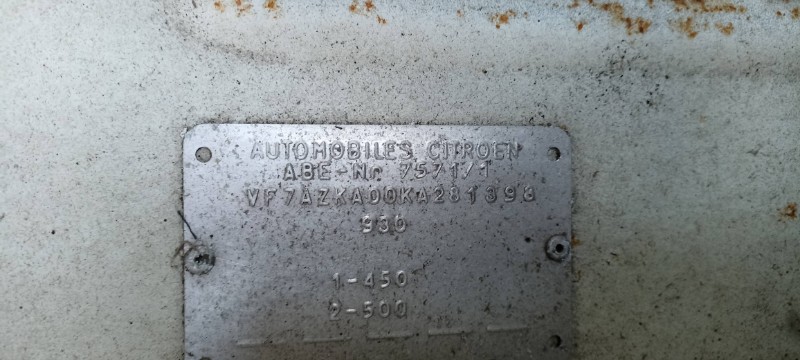 AUTOMOBILES CITROEN
ABE-Nr 7571/1
VF7AZKA00KA281398
930
1-450
2-500